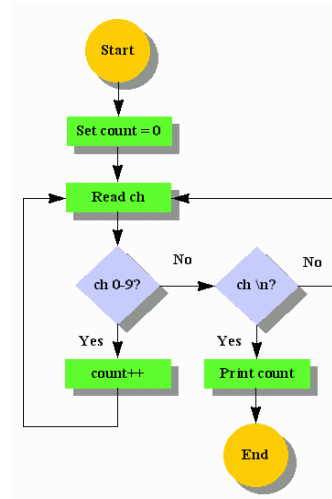 Start
Set count = 0
Read ch
ch 0-9?
No
ch \n?
No
Yes
Yes
count++
Print count
End